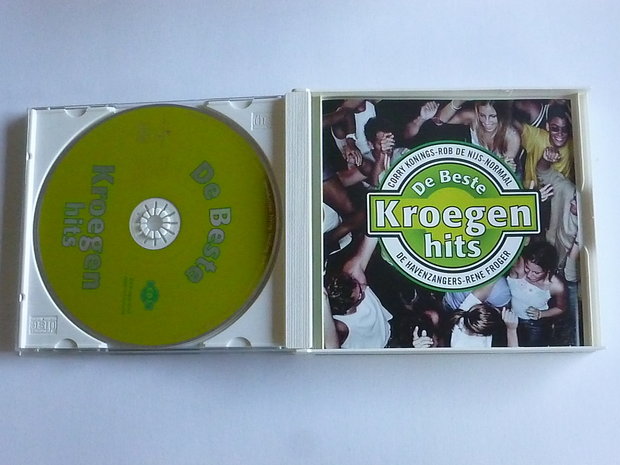 De Beste
Kroegen
hits
CORRY KONINGS-ROB DE NIJS-NORMAAL
De Beste
Kroegen
hits
DE HAVENZANGERS-RENE FROGER